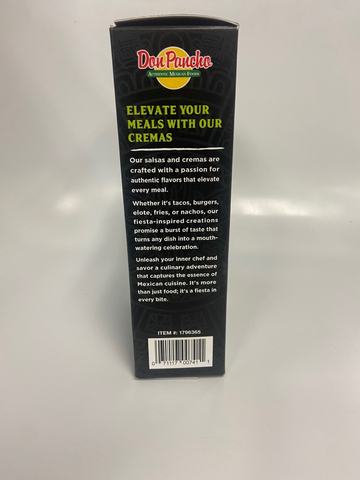 Don Pancho
AUTHENTIC MEXICAN FOODS
ELEVATE YOUR
MEALS WITH OUR
CREMAS
Our salsas and cremas are
crafted with a passion for
authentic flavors that elevate
every meal.
Whether it's tacos, burgers,
elote, fries, or nachos, our
fiesta-inspired creations
promise a burst of taste that
turns any dish into a mouth-
watering celebration.
Unleash your inner chef and
savor a culinary adventure
that captures the essence of
Mexican cuisine. It's more
than just food; it's a fiesta in
every bite.
ITEM #: 1796365
0 71117 00741 1